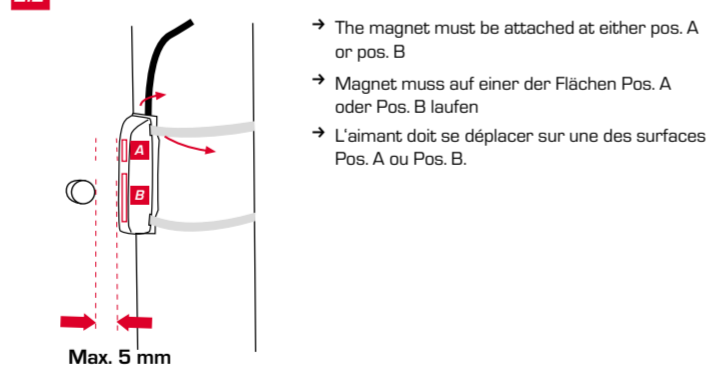 → The magnet must be attached at either pos. A
or pos. B
→ Magnet muss auf einer der Flächen Pos. A
oder Pos. B laufen
→ L'aimant doit se déplacer sur une des surfaces
Pos. A ou Pos. B.
A
B
Max. 5 mm